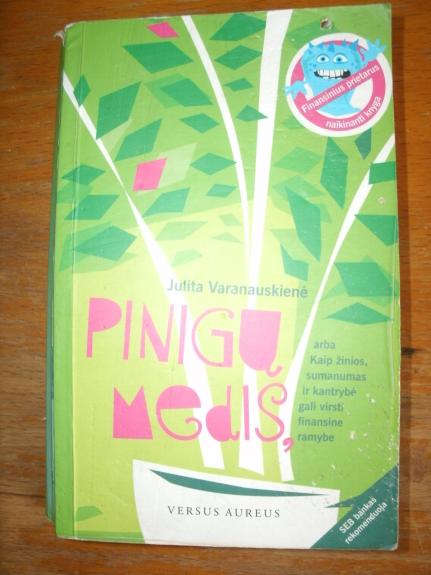 Finansinius prietarus
naikinanti knyga
Julita Varanauskienė
PINIGŲ
MEDIS,
arba
Kaip žinios,
sumanumas
ir kantrybė
gali virsti
finansine
ramybe
VERSUS AUREUS
SEB bankas
rekomenduoja